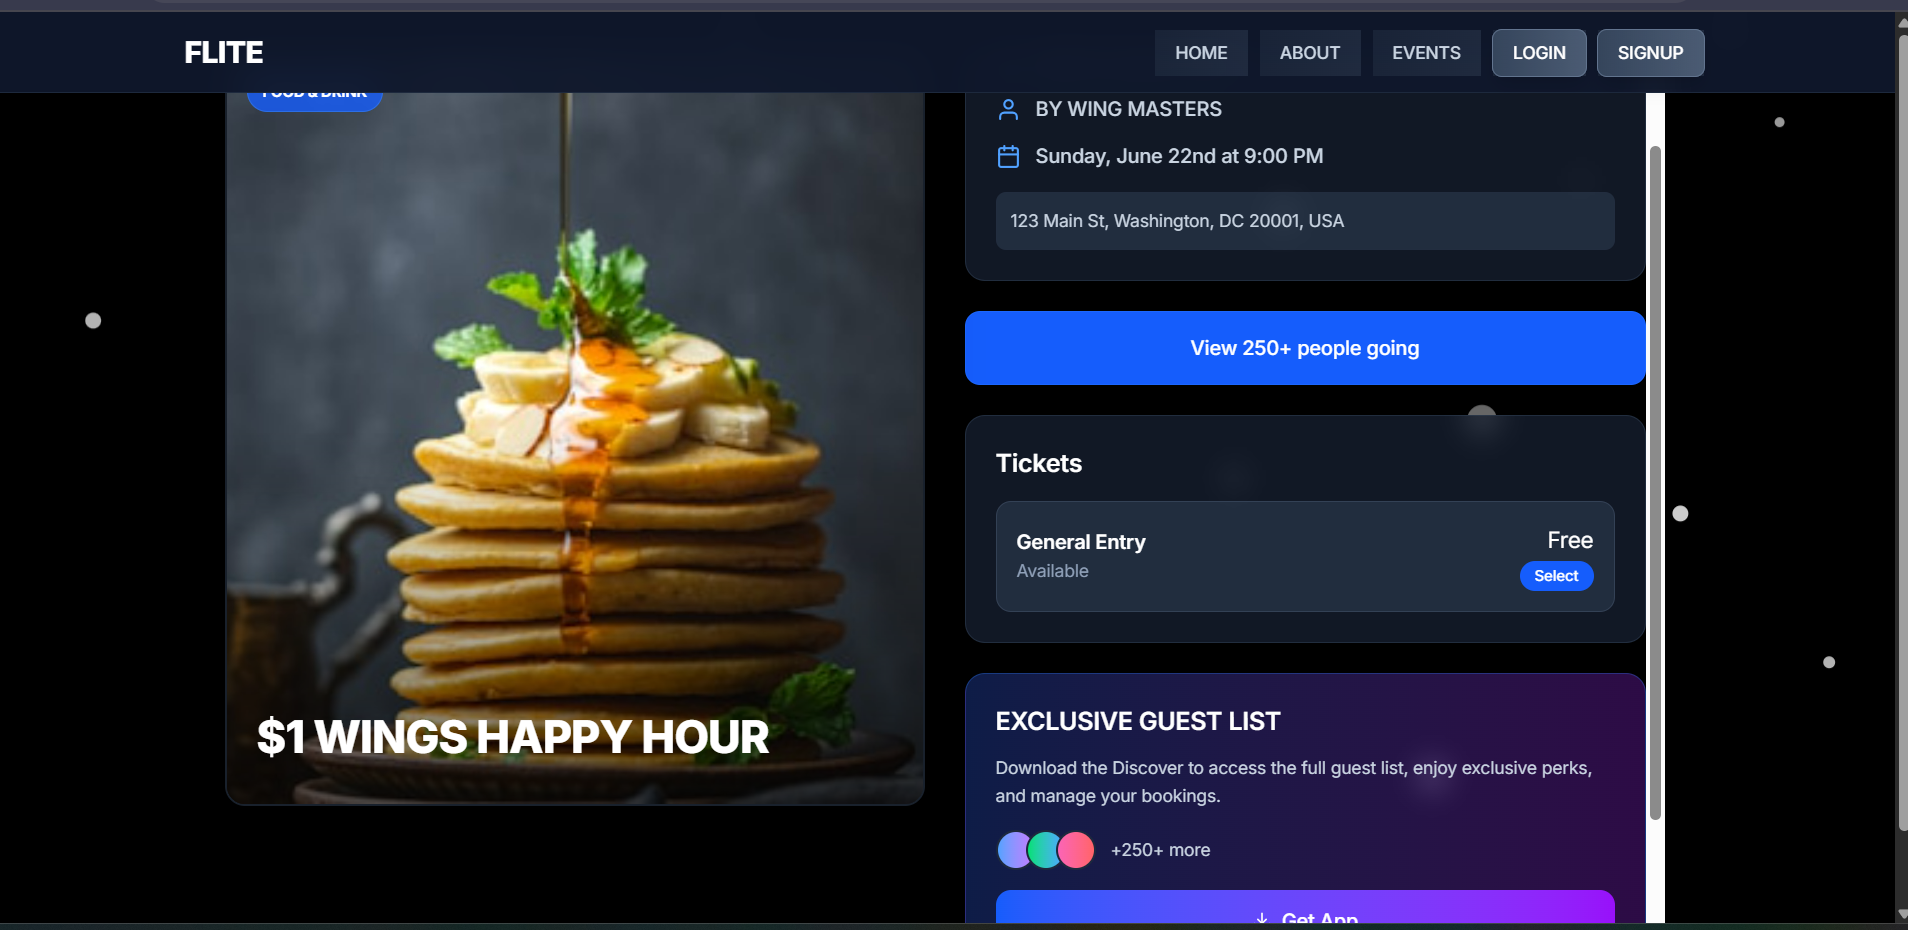 FLITE
HOME
ABOUT
EVENTS
LOGIN
SIGNUP
FOOD & DRINK
$1 WINGS HAPPY HOUR
BY WING MASTERS
Sunday, June 22nd at 9:00 PM
123 Main St, Washington, DC 20001, USA
View 250+ people going
Tickets
General Entry
Free
Available
Select
EXCLUSIVE GUEST LIST
Download the Discover to access the full guest list, enjoy exclusive perks,
and manage your bookings.
+250+ more
Get App